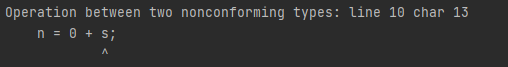 Operation between two nonconforming types: line 10 char 13
    n = 0 + s;
            ^